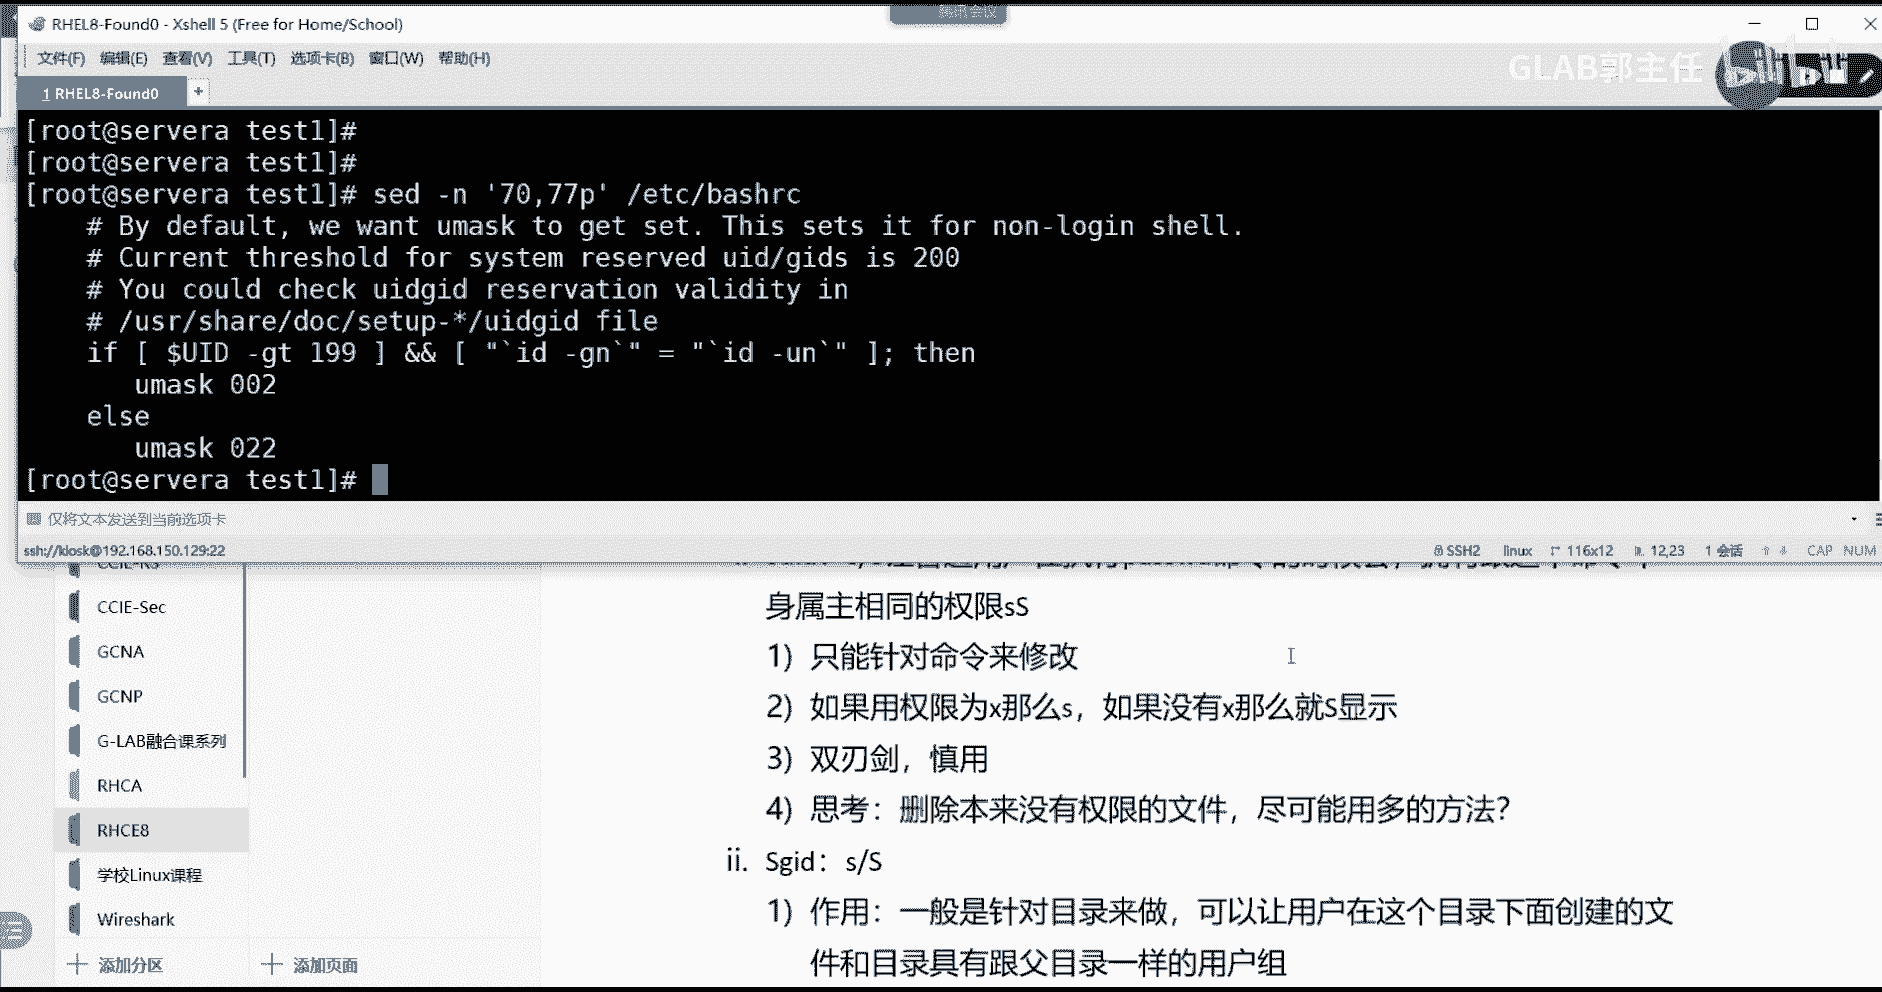 腾讯会议
RHEL8-Found0 - Xshell 5 (Free for Home/School)
文件(F) 编辑(E) 查看(V) 工具(T) 选项卡(B) 窗口(W) 帮助(H)
GLAB郭主任
1 RHEL8-Found0 +
[root@servera test1]#
[root@servera test1]#
[root@servera test1]# sed -n '70,77p' /etc/bashrc
# By default, we want umask to get set. This sets it for non-login shell.
# Current threshold for system reserved uid/gids is 200
# You could check uidgid reservation validity in
# /usr/share/doc/setup-*/uidgid file
if [ $UID -gt 199 ] && [ "`id -gn`" = "`id -un`" ]; then
umask 002
else
umask 022
[root@servera test1]#
仅将文本发送到当前选项卡
ssh://kiosk@192.168.150.129:22 SSH2 linux 116x12 12,23 1 会话 CAP NUM
CCIE-Sec
GCNA
GCNP
G-LAB融合课系列
RHCA
RHCE8
学校Linux课程
Wireshark
添加分区 添加页面
身属主相同的权限sS
1) 只能针对命令来修改
2) 如果用权限为x那么s，如果没有x那么就S显示
3) 双刃剑，慎用
4) 思考：删除本来没有权限的文件，尽可能用多的方法？
ii. Sgid：s/S
1) 作用：一般是针对目录来做，可以让用户在这个目录下面创建的文
件和目录具有跟父目录一样的用户组